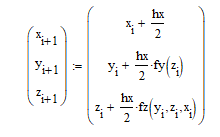 (x_{i+1}, y_{i+1}, z_{i+1}) := (
x_i + hx/2
y_i + hx/2·fy(z_i)
z_i + hx/2·fz(y_i, z_i, x_i)
)